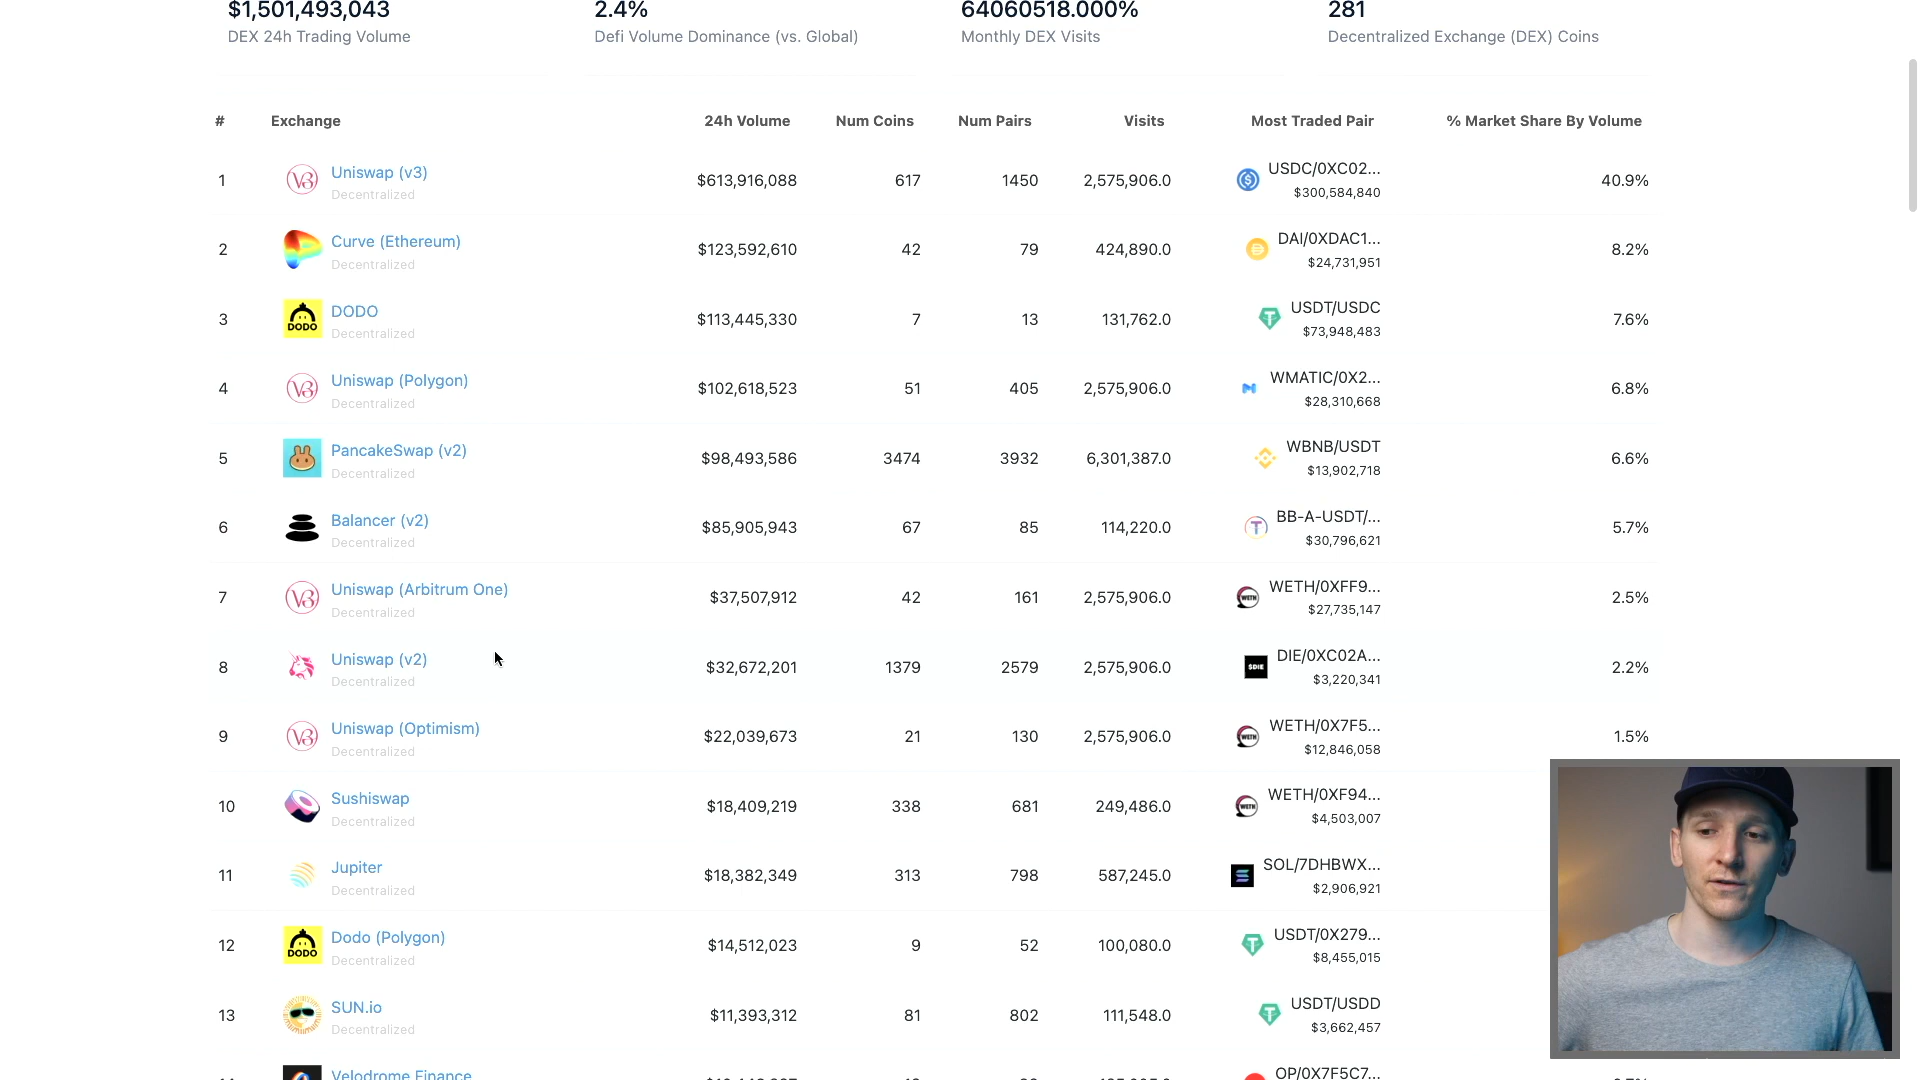 $1,501,493,043 2.4% 64060518.000% 281
DEX 24h Trading Volume Defi Volume Dominance (vs. Global) Monthly DEX Visits Decentralized Exchange (DEX) Coins
# Exchange 24h Volume Num Coins Num Pairs Visits Most Traded Pair % Market Share By Volume
1 Uniswap (v3) $613,916,088 617 1450 2,575,906.0 USDC/0XC02... 40.9%
Decentralized $300,584,840
2 Curve (Ethereum) $123,592,610 42 79 424,890.0 DAI/0XDAC1... 8.2%
Decentralized $24,731,951
3 DODO $113,445,330 7 13 131,762.0 USDT/USDC 7.6%
Decentralized $73,948,483
4 Uniswap (Polygon) $102,618,523 51 405 2,575,906.0 WMATIC/0X2... 6.8%
Decentralized $28,310,668
5 PancakeSwap (v2) $98,493,586 3474 3932 6,301,387.0 WBNB/USDT 6.6%
Decentralized $13,902,718
6 Balancer (v2) $85,905,943 67 85 114,220.0 BB-A-USDT/... 5.7%
Decentralized $30,796,621
7 Uniswap (Arbitrum One) $37,507,912 42 161 2,575,906.0 WETH/0XFF9... 2.5%
Decentralized $27,735,147
8 Uniswap (v2) $32,672,201 1379 2579 2,575,906.0 DIE/0XC02A... 2.2%
Decentralized $3,220,341
9 Uniswap (Optimism) $22,039,673 21 130 2,575,906.0 WETH/0X7F5... 1.5%
Decentralized $12,846,058
10 Sushiswap $18,409,219 338 681 249,486.0 WETH/0XF94...
Decentralized $4,503,007
11 Jupiter $18,382,349 313 798 587,245.0 SOL/7DHBWX...
Decentralized $2,906,921
12 Dodo (Polygon) $14,512,023 9 52 100,080.0 USDT/0X279...
Decentralized $8,455,015
13 SUN.io $11,393,312 81 802 111,548.0 USDT/USDD
Decentralized $3,662,457
Velodrome Finance OP/0X7F5C7...